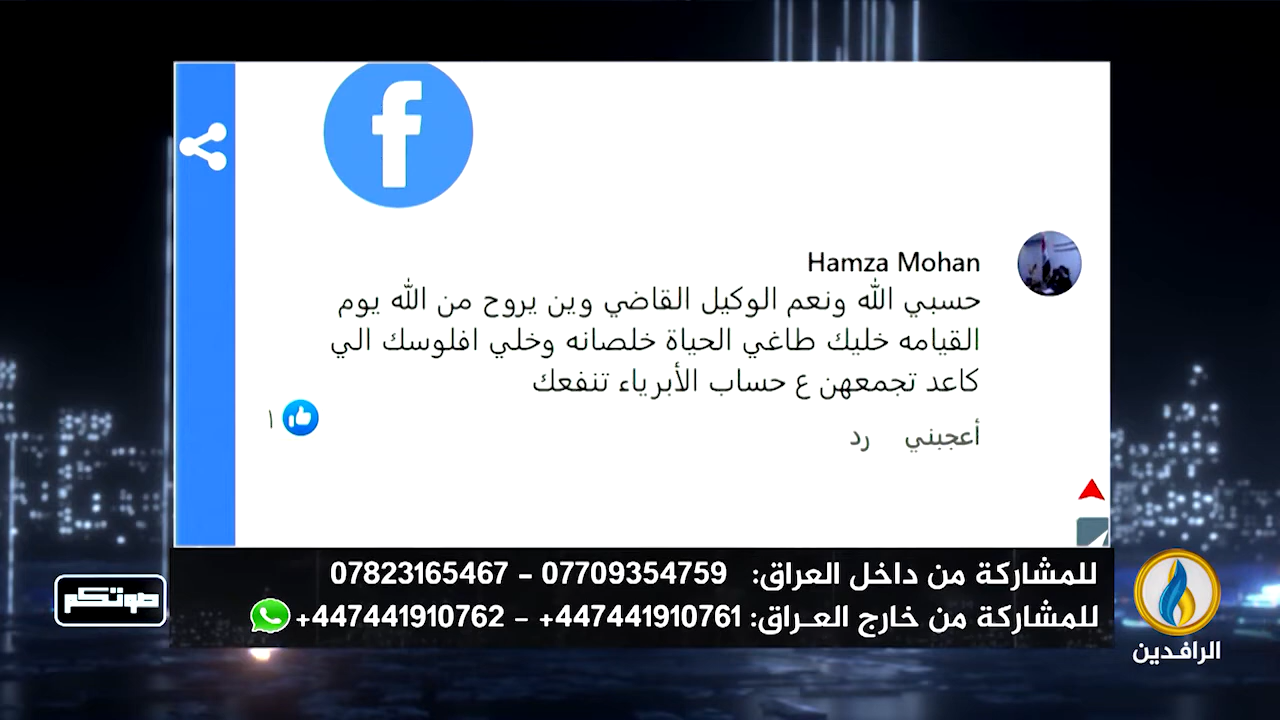 Hamza Mohan
حسبي الله ونعم الوكيل القاضي وين يروح من الله يوم
القيامه خليك طاغي الحياة خلصانه وخلي افلوسك الي
كاعد تجمعهن ع حساب الأبرياء تنفعك
١
أعجبني رد
للمشاركة من داخل العراق: 07709354759 - 07823165467
للمشاركة من خارج العـراق: 447441910761+ - 447441910762+
صوتكم
الرافدين